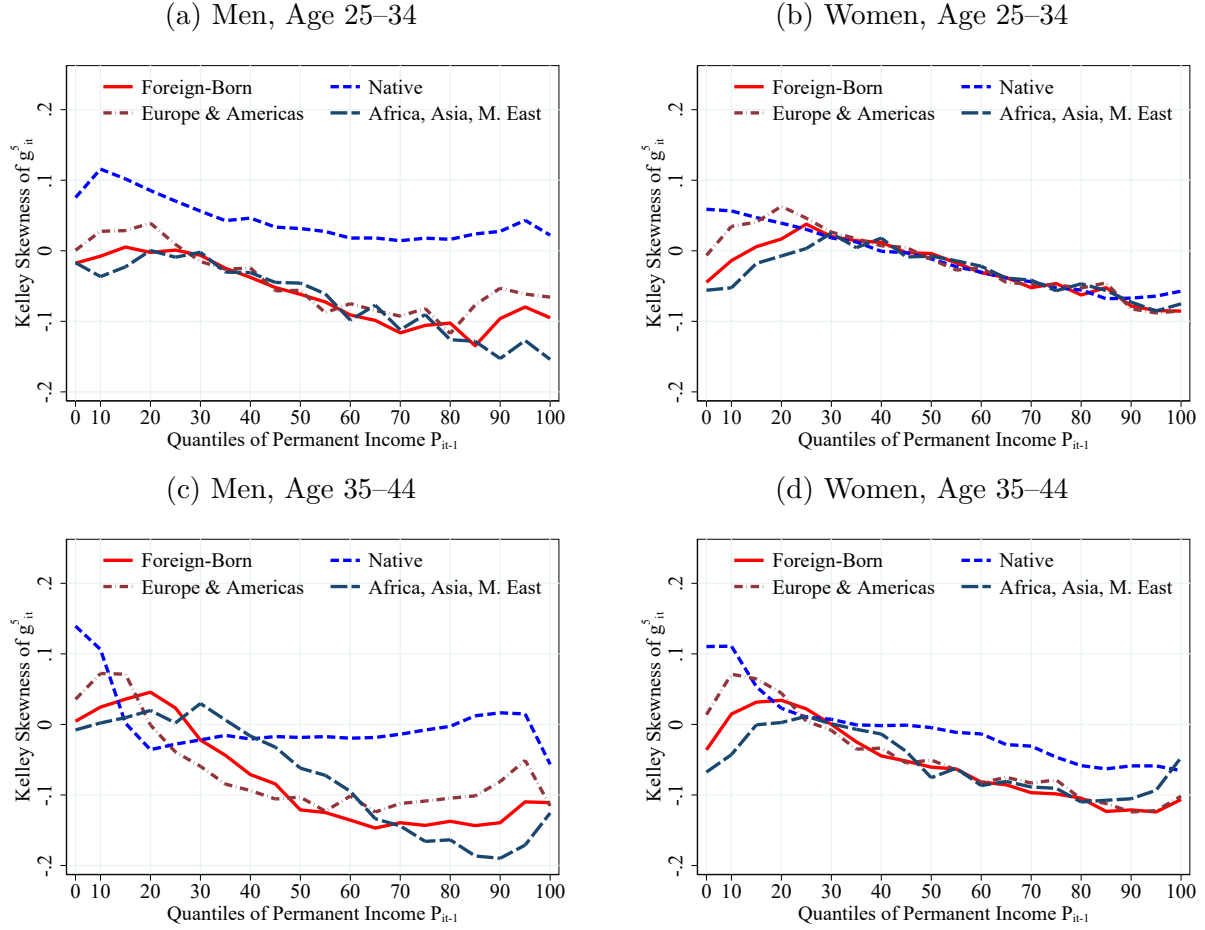 (a) Men, Age 25–34
Foreign-Born
Native
Europe & Americas
Africa, Asia, M. East
Kelley Skewness of g⁵ᵢₜ
.2
.1
0
-.1
-.2
0 10 20 30 40 50 60 70 80 90 100
Quantiles of Permanent Income Pᵢₜ₋₁
(b) Women, Age 25–34
Foreign-Born
Native
Europe & Americas
Africa, Asia, M. East
Kelley Skewness of g⁵ᵢₜ
.2
.1
0
-.1
-.2
0 10 20 30 40 50 60 70 80 90 100
Quantiles of Permanent Income Pᵢₜ₋₁
(c) Men, Age 35–44
Foreign-Born
Native
Europe & Americas
Africa, Asia, M. East
Kelley Skewness of g⁵ᵢₜ
.2
.1
0
-.1
-.2
0 10 20 30 40 50 60 70 80 90 100
Quantiles of Permanent Income Pᵢₜ₋₁
(d) Women, Age 35–44
Foreign-Born
Native
Europe & Americas
Africa, Asia, M. East
Kelley Skewness of g⁵ᵢₜ
.2
.1
0
-.1
-.2
0 10 20 30 40 50 60 70 80 90 100
Quantiles of Permanent Income Pᵢₜ₋₁